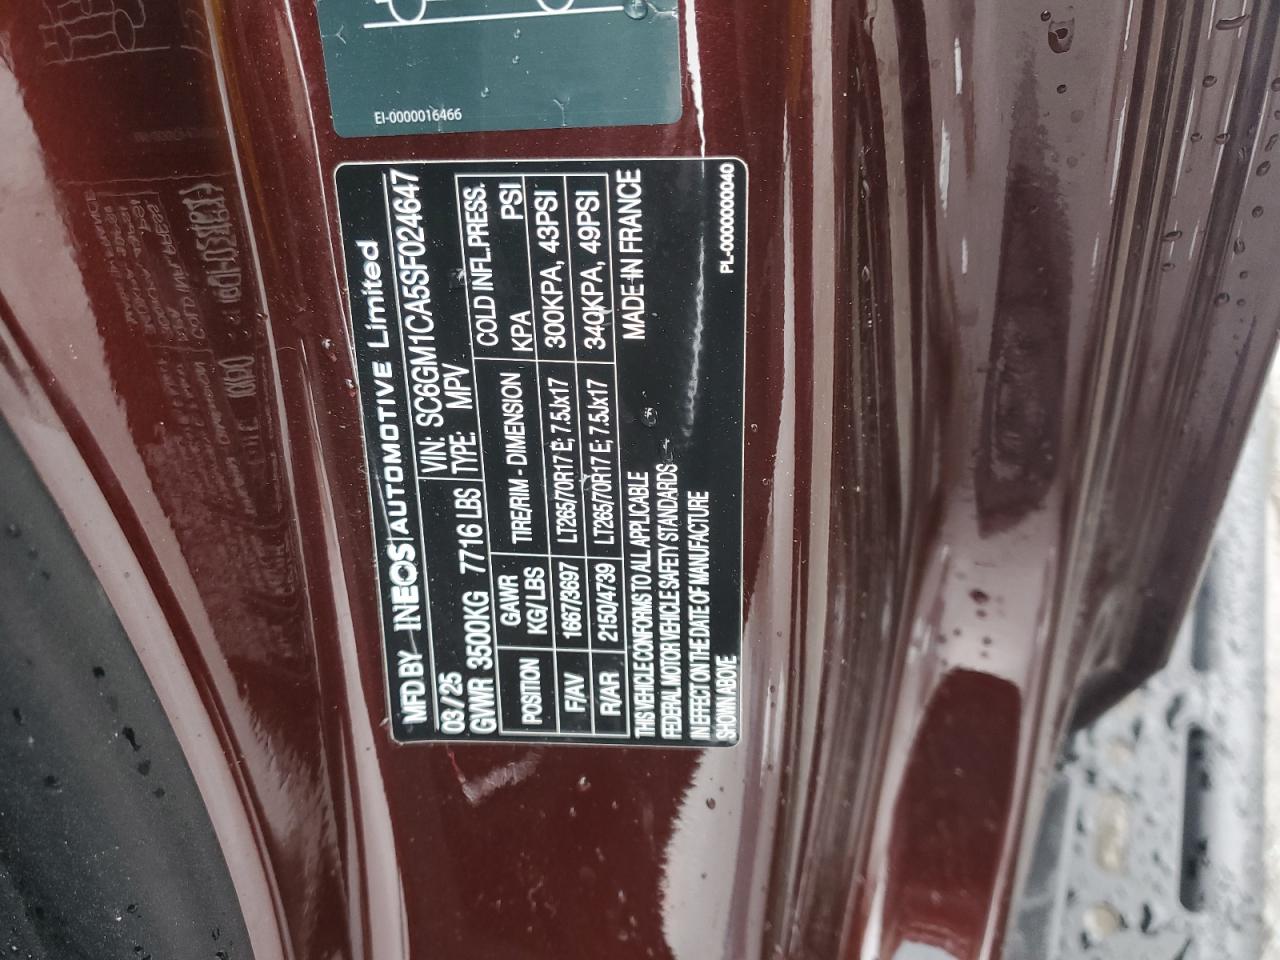 EI-0000016466
MFD BY INEOS | AUTOMOTIVE Limited
03/25 VIN: SC6GM1CA5SF024647
GVWR 3500KG 7716 LBS TYPE: MPV
POSITION GAWR KG/LBS TIRE/RIM - DIMENSION COLD INFL.PRESS. KPA PSI
F/AV 1667/3697 LT265/70R17 E; 7.5Jx17 300KPA, 43PSI
R/AR 2150/4739 LT265/70R17 E; 7.5Jx17 340KPA, 49PSI
THIS VEHICLE CONFORMS TO ALL APPLICABLE
FEDERAL MOTOR VEHICLE SAFETY STANDARDS
IN EFFECT ON THE DATE OF MANUFACTURE
SHOWN ABOVE
MADE IN FRANCE
PL-0000000040